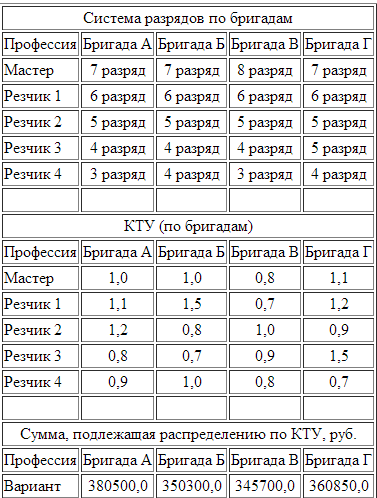 Система разрядов по бригадам
Профессия Бригада А Бригада Б Бригада В Бригада Г
Мастер 7 разряд 7 разряд 8 разряд 7 разряд
Резчик 1 6 разряд 6 разряд 6 разряд 6 разряд
Резчик 2 5 разряд 5 разряд 5 разряд 5 разряд
Резчик 3 4 разряд 4 разряд 4 разряд 5 разряд
Резчик 4 3 разряд 4 разряд 3 разряд 4 разряд
КТУ (по бригадам)
Профессия Бригада А Бригада Б Бригада В Бригада Г
Мастер 1,0 1,0 0,8 1,1
Резчик 1 1,1 1,5 0,7 1,2
Резчик 2 1,2 0,8 1,0 0,9
Резчик 3 0,8 0,7 0,9 1,5
Резчик 4 0,9 1,0 0,8 0,7
Сумма, подлежащая распределению по КТУ, руб.
Профессия Бригада А Бригада Б Бригада В Бригада Г
Вариант 380500,0 350300,0 345700,0 360850,0